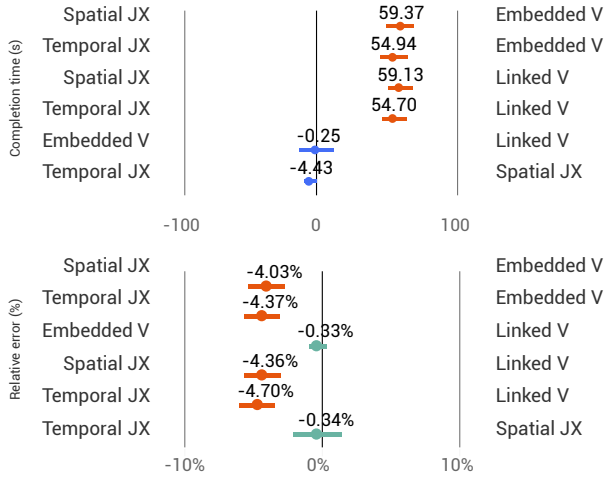 Completion time (s)
Spatial JX 59.37 Embedded V
Temporal JX 54.94 Embedded V
Spatial JX 59.13 Linked V
Temporal JX 54.70 Linked V
Embedded V -0.25 Linked V
Temporal JX -4.43 Spatial JX
-100 0 100
Relative error (%)
Spatial JX -4.03% Embedded V
Temporal JX -4.37% Embedded V
Embedded V -0.33% Linked V
Spatial JX -4.36% Linked V
Temporal JX -4.70% Linked V
Temporal JX -0.34% Spatial JX
-10% 0% 10%